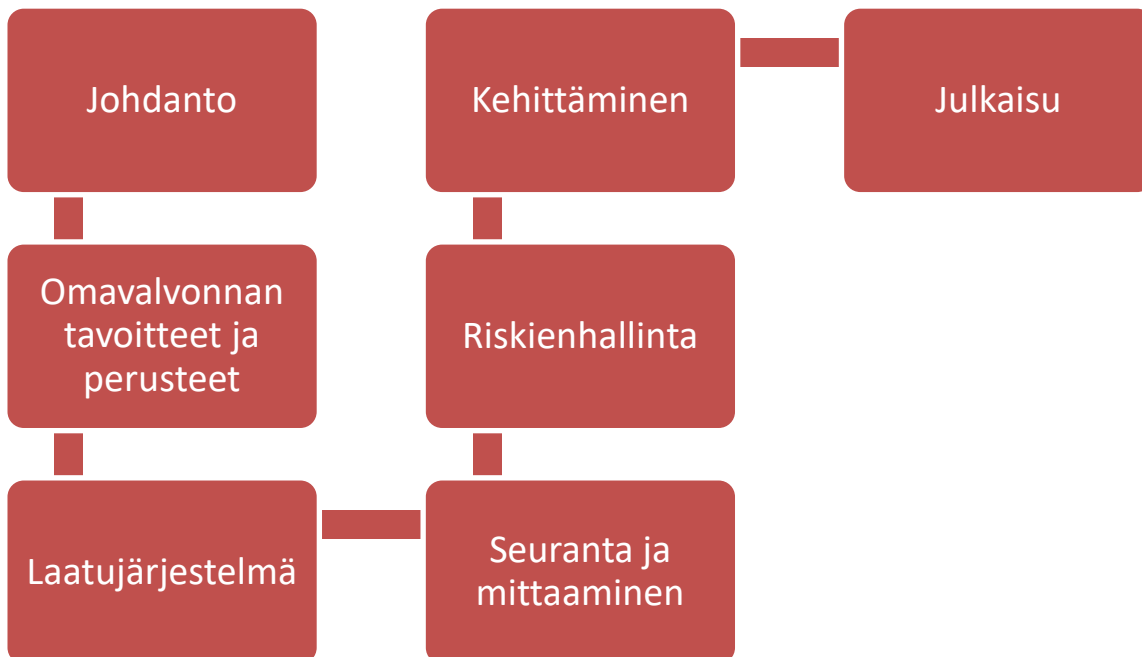 Johdanto
Omavalvonnan
tavoitteet ja
perusteet
Laatujärjestelmä
Seuranta ja
mittaaminen
Riskienhallinta
Kehittäminen
Julkaisu